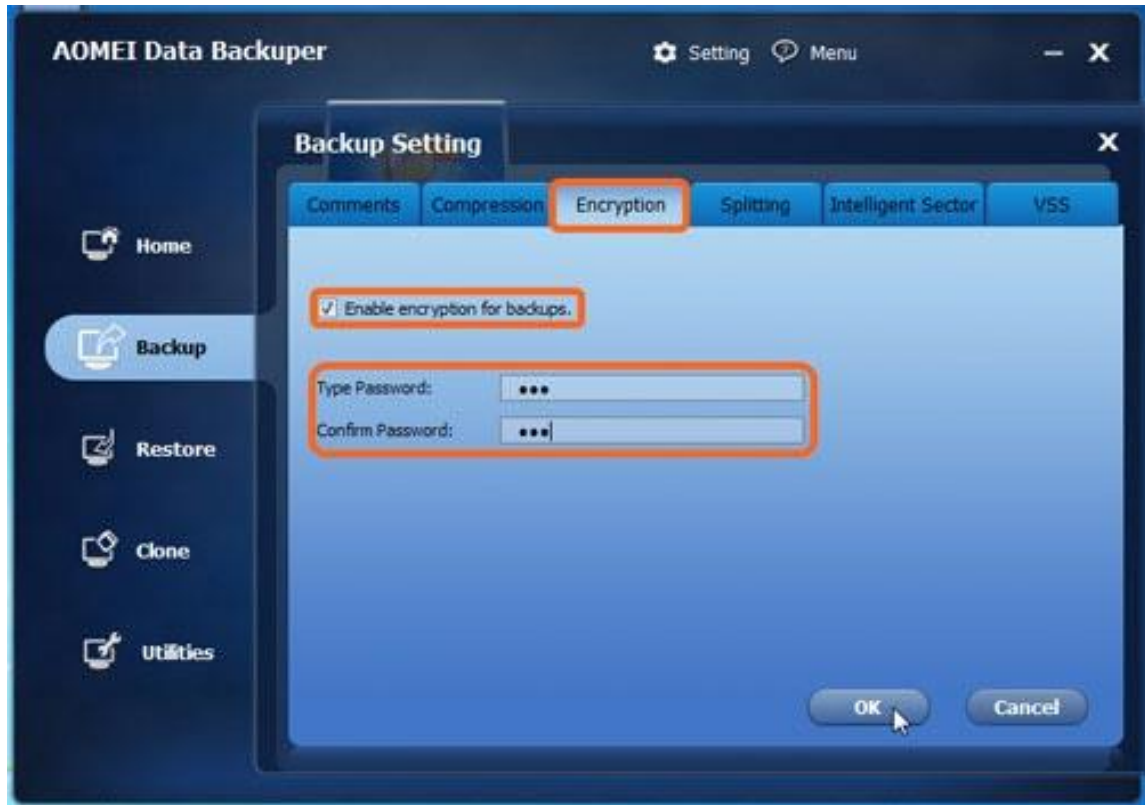 AOMEI Data Backuper
Setting Menu
Backup Setting
Comments Compression Encryption Splitting Intelligent Sector VSS
Home
Enable encryption for backups.
Backup
Type Password: •••
Confirm Password: •••
Restore
Clone
Utilities
OK Cancel